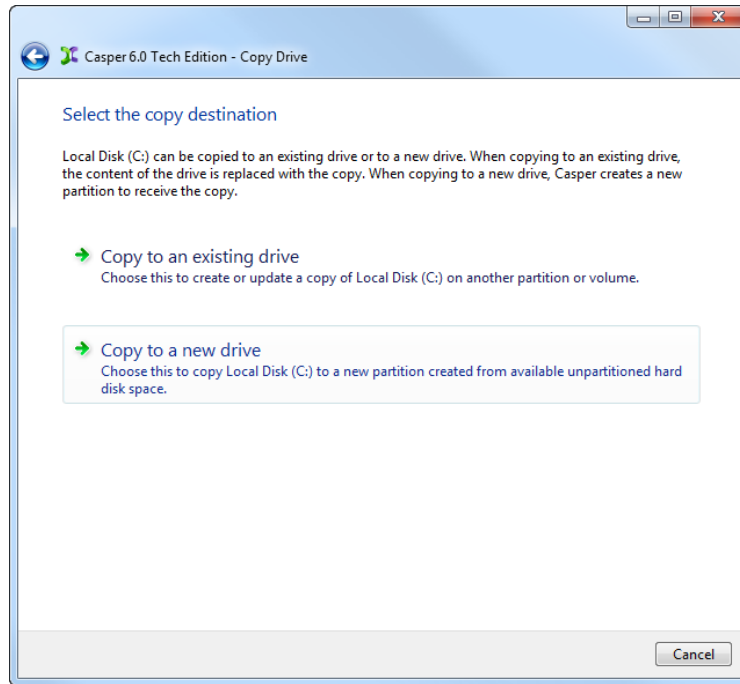 Casper 6.0 Tech Edition - Copy Drive
Select the copy destination
Local Disk (C:) can be copied to an existing drive or to a new drive. When copying to an existing drive,
the content of the drive is replaced with the copy. When copying to a new drive, Casper creates a new
partition to receive the copy.
Copy to an existing drive
Choose this to create or update a copy of Local Disk (C:) on another partition or volume.
Copy to a new drive
Choose this to copy Local Disk (C:) to a new partition created from available unpartitioned hard
disk space.
Cancel